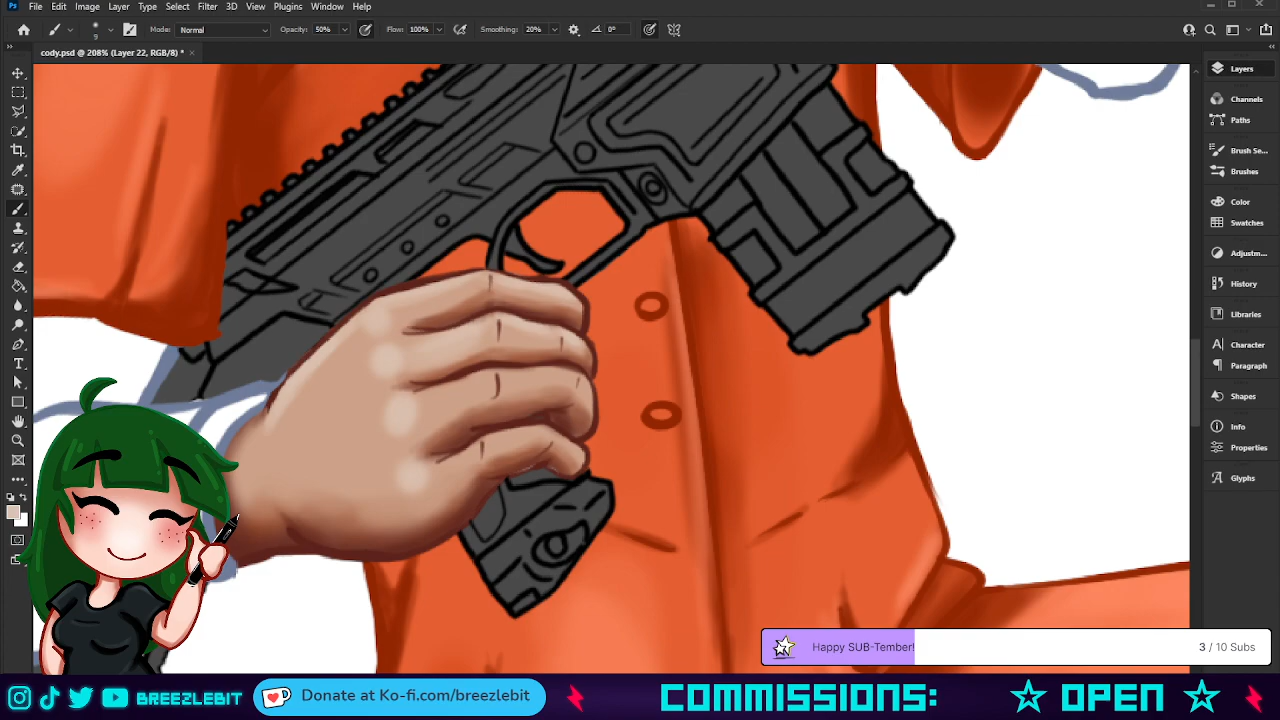 Ps File Edit Image Layer Type Select Filter 3D View Plugins Window Help
9 Mode: Normal Opacity: 50% Flow: 100% Smoothing: 20% 0°
cody.psd @ 208% (Layer 22, RGB/8) * ×
Layers
Channels
Paths
Brush Se...
Brushes
Color
Swatches
Adjustm...
History
Libraries
Character
Paragraph
Shapes
Info
Properties
Glyphs
Happy SUB-Tember! 3 / 10 Subs
BREEZLEBIT Donate at Ko-fi.com/breezlebit COMMISSIONS: OPEN